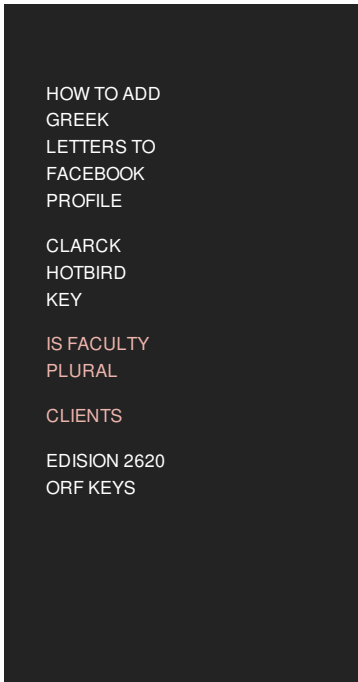 HOW TO ADD
GREEK
LETTERS TO
FACEBOOK
PROFILE
CLARCK
HOTBIRD
KEY
IS FACULTY
PLURAL
CLIENTS
EDISION 2620
ORF KEYS